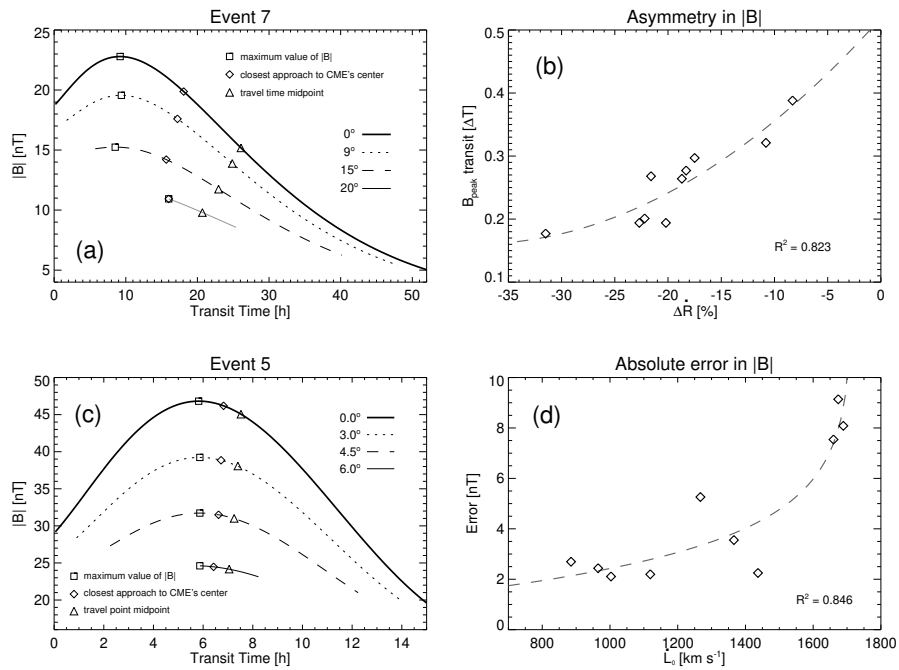 Event 7
25
20
15
10
5
|B| [nT]
(a)
□ maximum value of |B|
◇ closest approach to CME's center
△ travel time midpoint
0°
9°
15°
20°
0 10 20 30 40 50
Transit Time [h]
Asymmetry in |B|
0.5
0.4
0.3
0.2
0.1
B_peak transit [ΔT]
(b)
R² = 0.823
-35 -30 -25 -20 -15 -10 -5 0
ΔṘ [%]
Event 5
50
45
40
35
30
25
20
|B| [nT]
(c)
0.0°
3.0°
4.5°
6.0°
□ maximum value of |B|
◇ closest approach to CME's center
△ travel point midpoint
0 2 4 6 8 10 12 14
Transit Time [h]
Absolute error in |B|
10
8
6
4
2
0
Error [nT]
(d)
R² = 0.846
800 1000 1200 1400 1600 1800
L̇₀ [km s⁻¹]